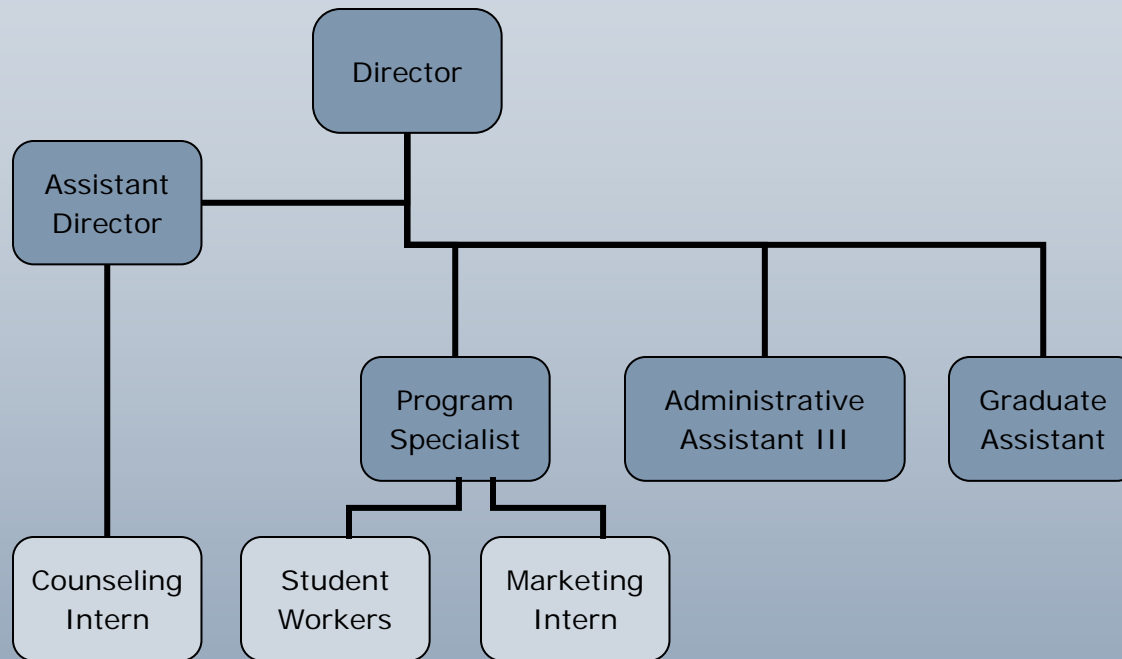 Director
Assistant
Director
Program
Specialist
Administrative
Assistant III
Graduate
Assistant
Counseling
Intern
Student
Workers
Marketing
Intern